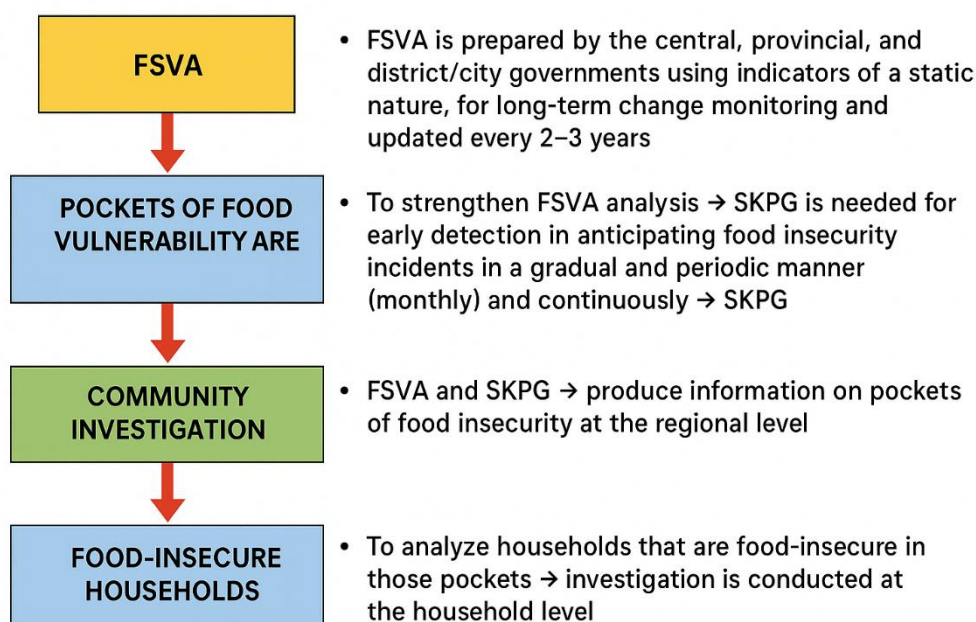 FSVA
• FSVA is prepared by the central, provincial, and
district/city governments using indicators of a static
nature, for long-term change monitoring and
updated every 2–3 years
POCKETS OF FOOD
VULNERABILITY ARE
• To strengthen FSVA analysis → SKPG is needed for
early detection in anticipating food insecurity
incidents in a gradual and periodic manner
(monthly) and continuously → SKPG
COMMUNITY
INVESTIGATION
• FSVA and SKPG → produce information on pockets
of food insecurity at the regional level
FOOD-INSECURE
HOUSEHOLDS
• To analyze households that are food-insecure in
those pockets → investigation is conducted at
the household level